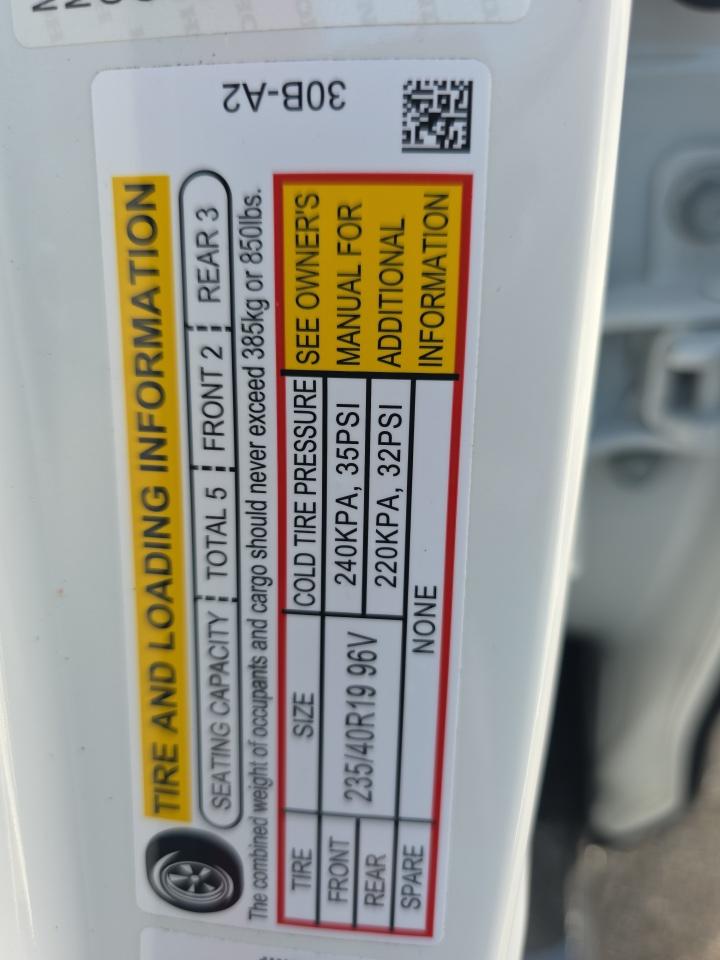 30B-A2
TIRE AND LOADING INFORMATION
SEATING CAPACITY TOTAL 5 FRONT 2 REAR 3
The combined weight of occupants and cargo should never exceed 385kg or 850lbs.
TIRE SIZE COLD TIRE PRESSURE
FRONT 235/40R19 96V 240KPA, 35PSI
REAR 220KPA, 32PSI
SPARE NONE
SEE OWNER'S
MANUAL FOR
ADDITIONAL
INFORMATION